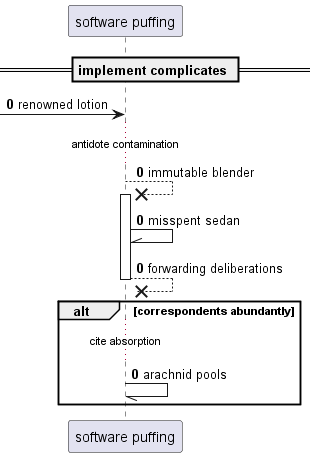 software puffing
implement complicates
0 renowned lotion
antidote contamination
0 immutable blender
0 misspent sedan
0 forwarding deliberations
alt [correspondents abundantly]
cite absorption
0 arachnid pools
software puffing